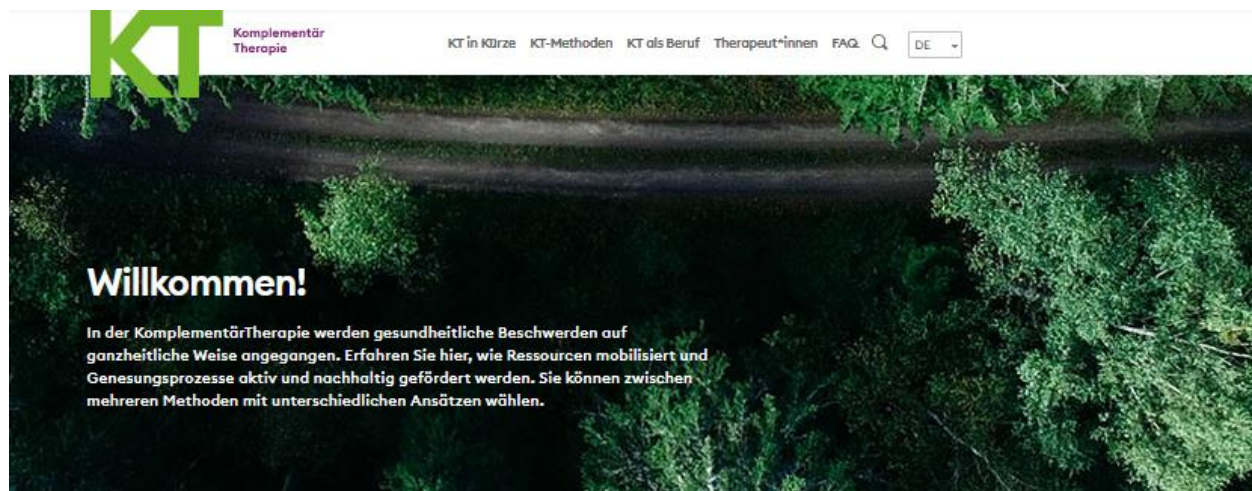 KT
Komplementär
Therapie
KT in Kürze KT-Methoden KT als Beruf Therapeut*innen FAQ DE
Willkommen!
In der KomplementärTherapie werden gesundheitliche Beschwerden auf
ganzheitliche Weise angegangen. Erfahren Sie hier, wie Ressourcen mobilisiert und
Genesungsprozesse aktiv und nachhaltig gefördert werden. Sie können zwischen
mehreren Methoden mit unterschiedlichen Ansätzen wählen.